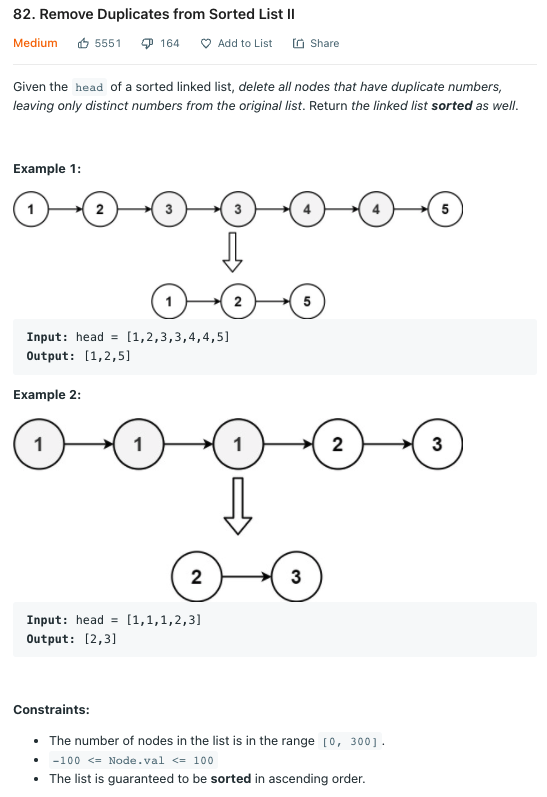 82. Remove Duplicates from Sorted List II
Medium 5551 164 Add to List Share
Given the head of a sorted linked list, delete all nodes that have duplicate numbers,
leaving only distinct numbers from the original list. Return the linked list sorted as well.
Example 1:
1 2 3 3 4 4 5
1 2 5
Input: head = [1,2,3,3,4,4,5]
Output: [1,2,5]
Example 2:
1 1 1 2 3
2 3
Input: head = [1,1,1,2,3]
Output: [2,3]
Constraints:
• The number of nodes in the list is in the range [0, 300].
• -100 <= Node.val <= 100
• The list is guaranteed to be sorted in ascending order.